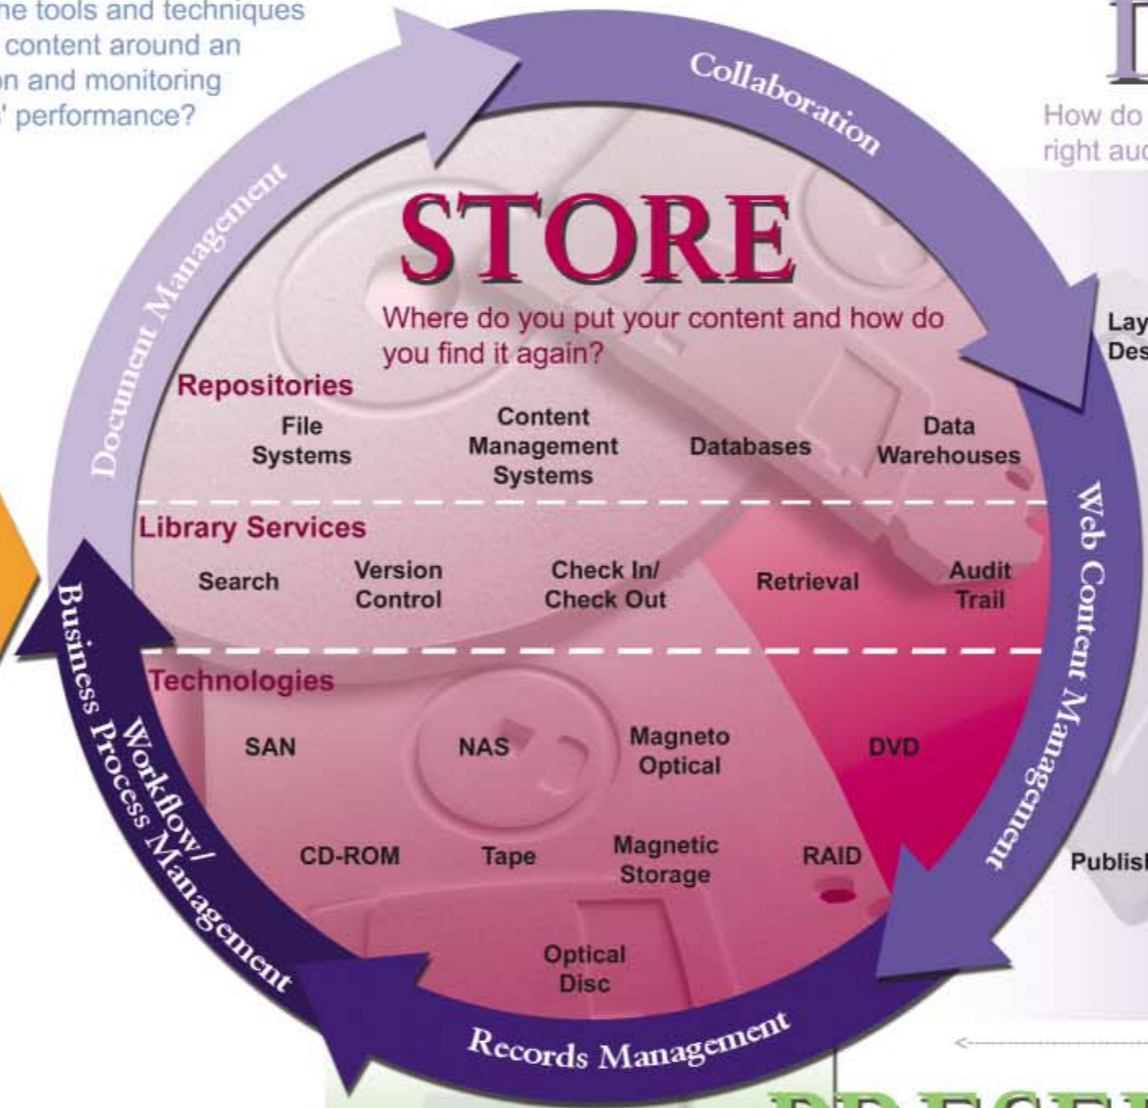 he tools and techniques
content around an
on and monitoring
s' performance?
How do
right
Collaboration
Document Management
STORE
Where do you put your content and how do
you find it again?
Repositories
File
Systems
Content
Management
Systems
Databases
Data
Warehouses
Library Services
Search
Version
Control
Check In/
Check Out
Retrieval
Audit
Trail
Technologies
SAN
NAS
Magneto
Optical
DVD
CD-ROM
Tape
Magnetic
Storage
RAID
Optical
Disc
Web Content Management
Records Management
Workflow/
Business Process Management
Lay
Des
Publish